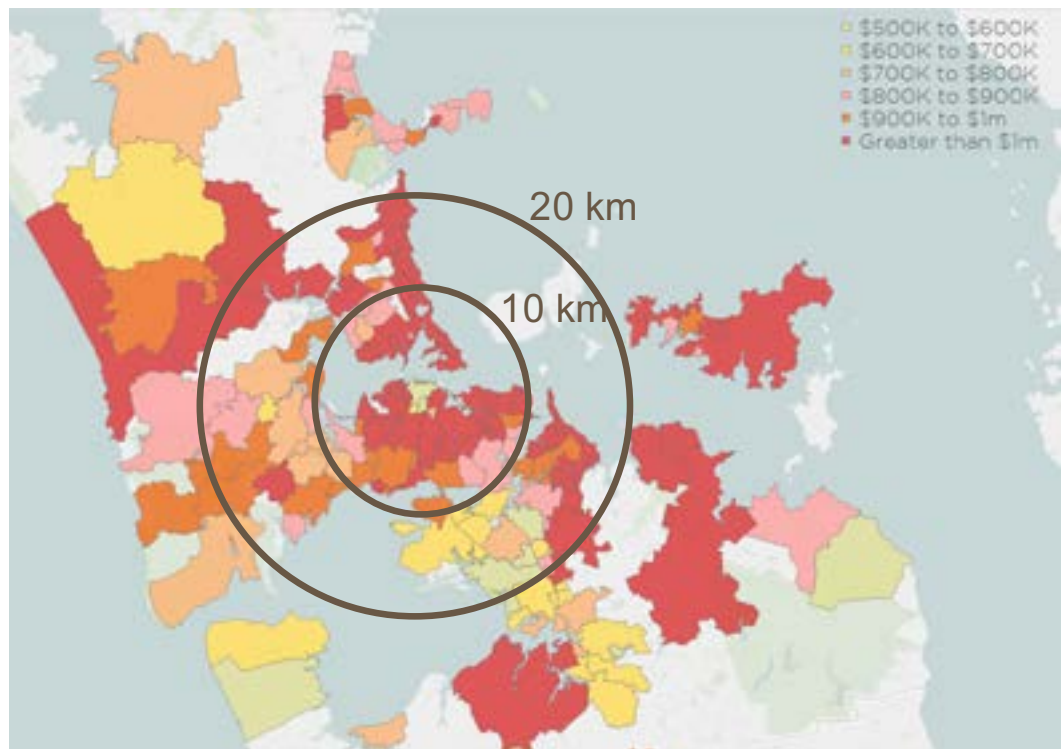 $500K to $600K
$600K to $700K
$700K to $800K
$800K to $900K
$900K to $1m
Greater than $1m
20 km
10 km